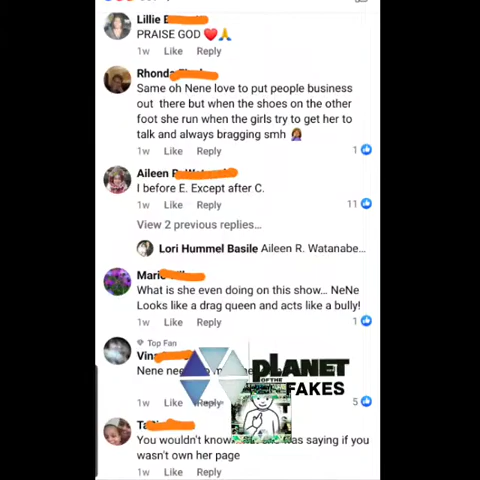 Lillie
PRAISE GOD ❤️🙏
1w Like Reply
Rhonda
Same oh Nene love to put people business
out there but when the shoes on the other
foot she run when the girls try to get her to
talk and always bragging smh 🤦
1w Like Reply 1
Aileen
I before E. Except after C.
1w Like Reply 11
View 2 previous replies...
Lori Hummel Basile Aileen R. Watanabe...
What is she even doing on this show... NeNe
Looks like a drag queen and acts like a bully!
1w Like Reply 1
Top Fan
Vin
Nene
PLANET
OF THE
FAKES
1w Like Reply 5
You wouldn't know was saying if you
wasn't own her page
1w Like Reply